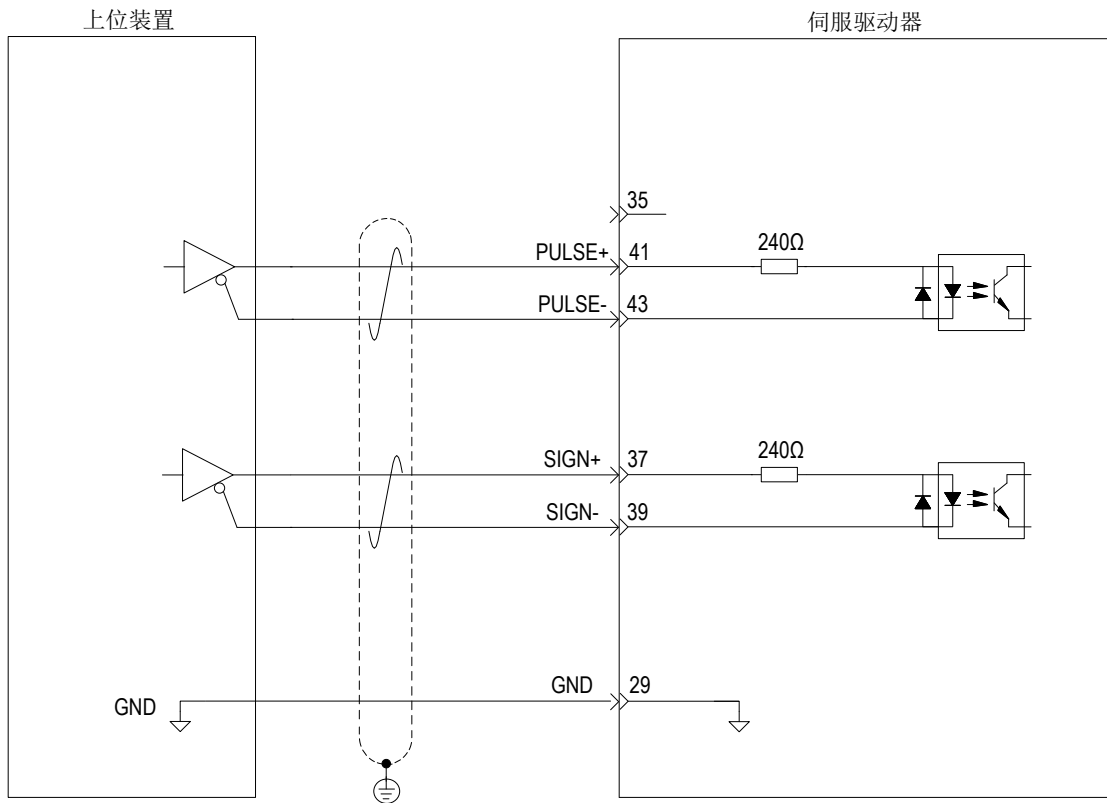 上位装置
伺服驱动器
35
PULSE+
41
240Ω
PULSE-
43
SIGN+
37
240Ω
SIGN-
39
GND
GND
29